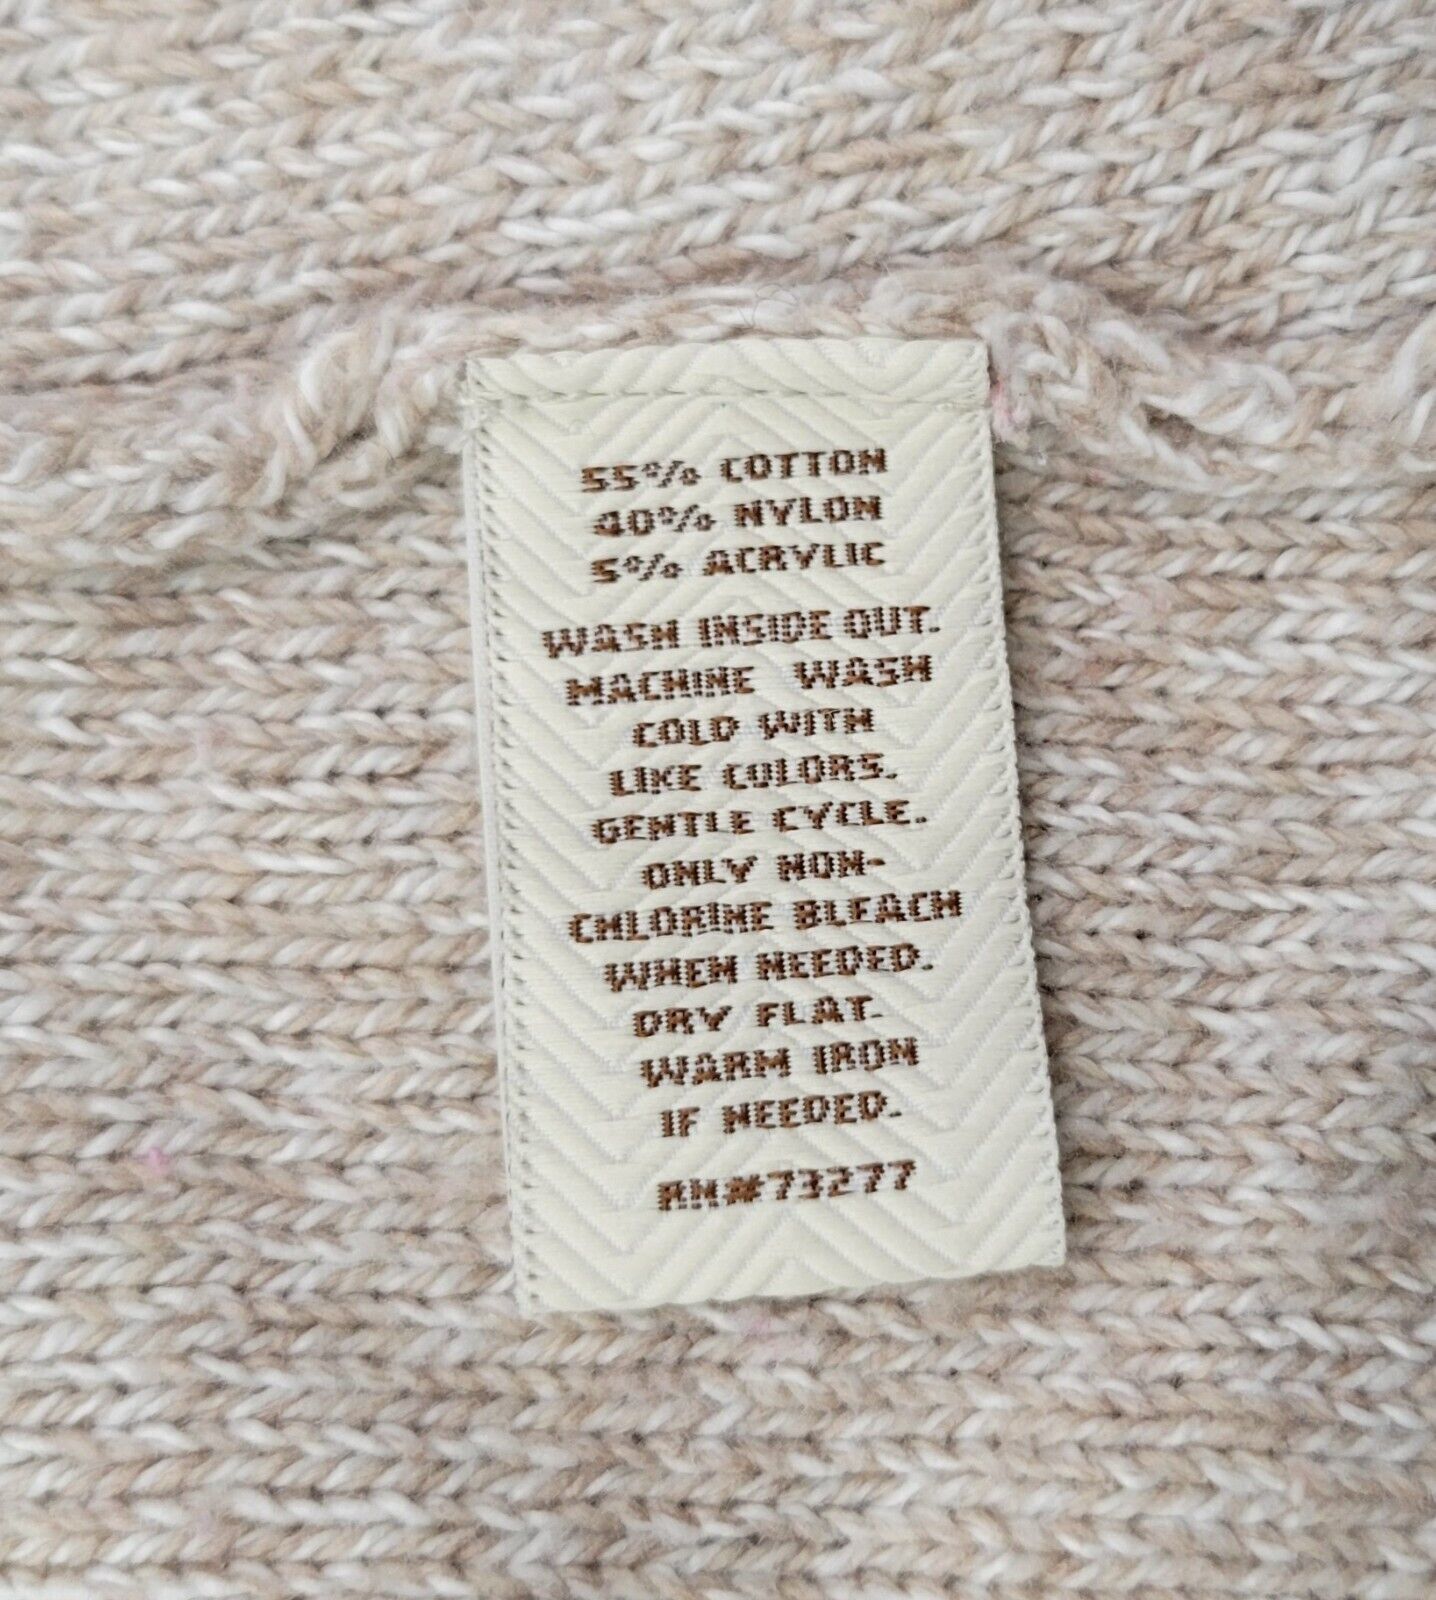 55% COTTON
40% NYLON
5% ACRYLIC
WASH INSIDE OUT.
MACHINE WASH
COLD WITH
LIKE COLORS.
GENTLE CYCLE.
ONLY NON-
CHLORINE BLEACH
WHEN NEEDED.
DRY FLAT.
WARM IRON
IF NEEDED.
RN#73277